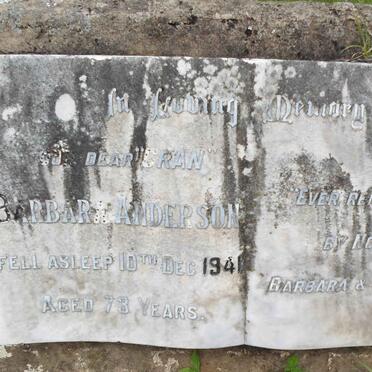 In Loving Memory
OF DEAR "GRAN"
BARBARA ANDERSON
FELL ASLEEP 10TH DEC 1941
AGED 78 YEARS.
EVER RE
BY
BARBARA &